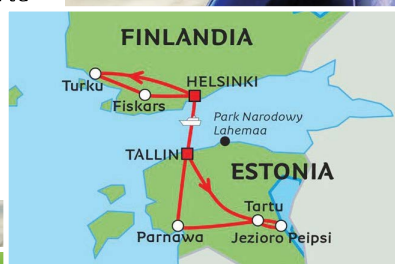 FINLANDIA
Turku
HELSINKI
Fiskars
Park Narodowy
Lahemaa
TALLIN
ESTONIA
Tartu
Parnawa
Jezioro Peipsi